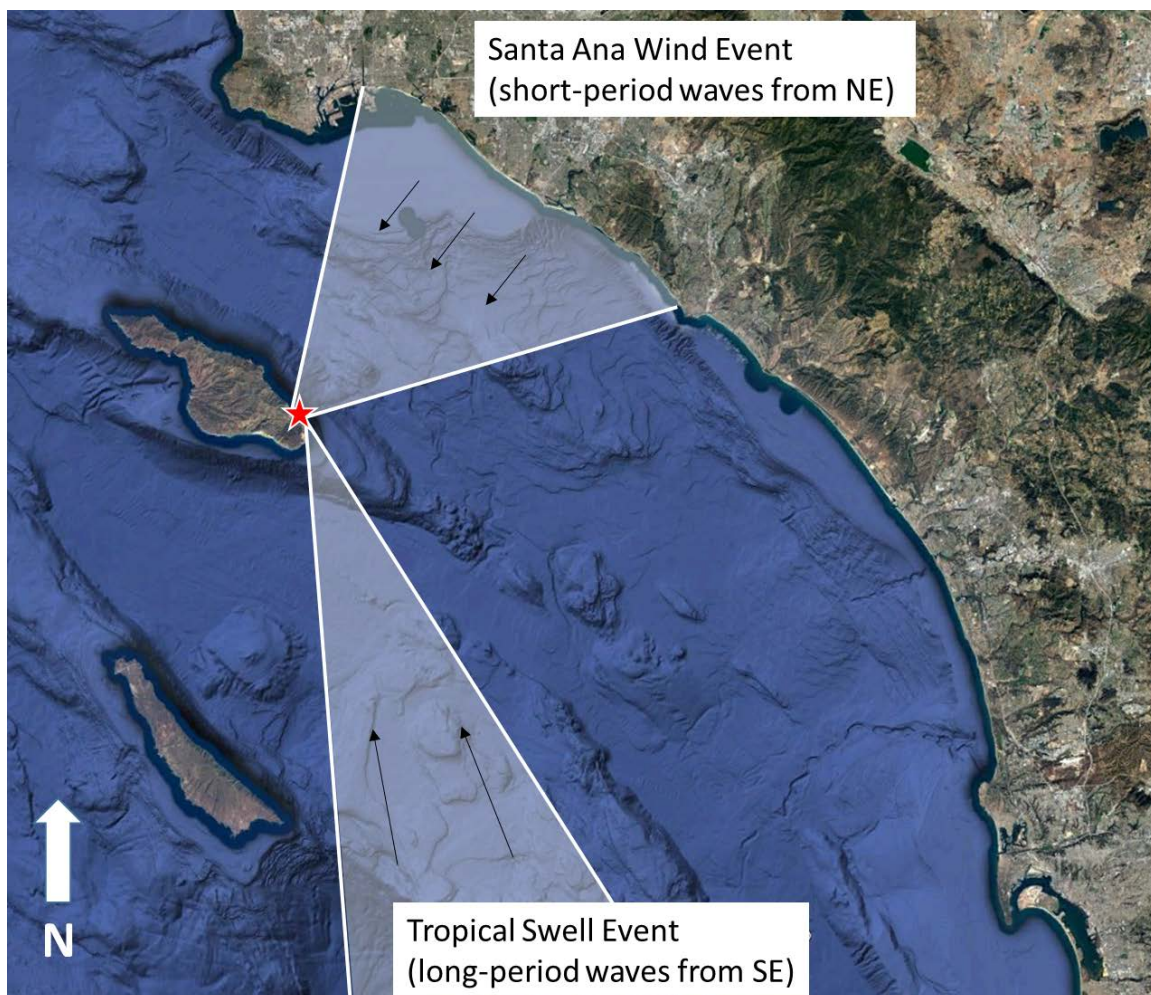 Santa Ana Wind Event
(short-period waves from NE)
N
Tropical Swell Event
(long-period waves from SE)